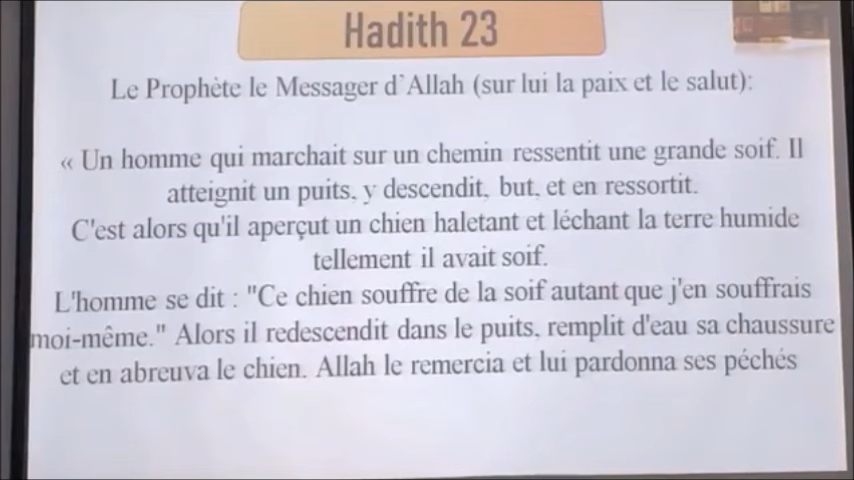 Hadith 23
Le Prophète le Messager d'Allah (sur lui la paix et le salut):
« Un homme qui marchait sur un chemin ressentit une grande soif. Il
atteignit un puits, y descendit, but, et en ressortit.
C'est alors qu'il aperçut un chien haletant et léchant la terre humide
tellement il avait soif.
L'homme se dit : "Ce chien souffre de la soif autant que j'en souffrais
moi-même." Alors il redescendit dans le puits, remplit d'eau sa chaussure
et en abreuva le chien. Allah le remercia et lui pardonna ses péchés